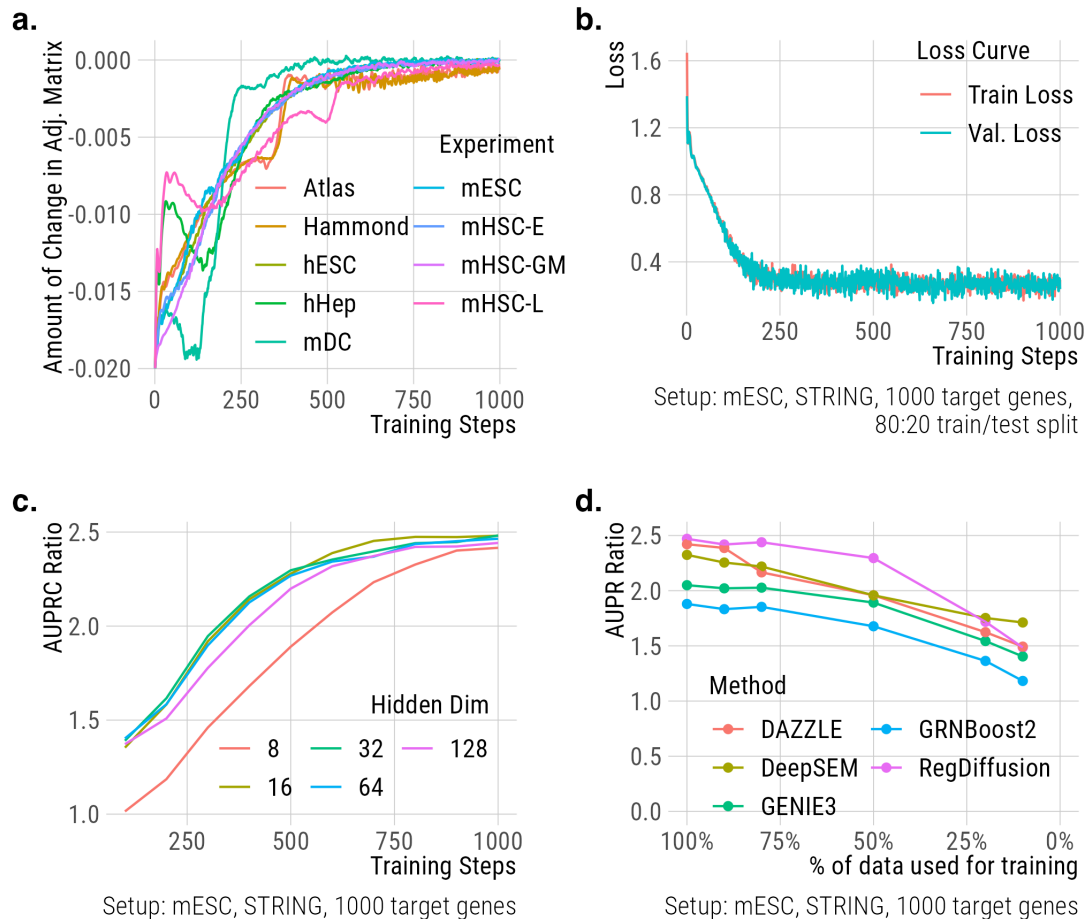 a.
Amount of Change in Adj. Matrix
0.000
-0.005
-0.010
-0.015
-0.020
Experiment
Atlas
mESC
Hammond
mHSC-E
hESC
mHSC-GM
hHep
mHSC-L
mDC
0 250 500 750 1000
Training Steps
b.
Loss
1.6
1.2
0.8
0.4
Loss Curve
Train Loss
Val. Loss
0 250 500 750 1000
Training Steps
Setup: mESC, STRING, 1000 target genes,
80:20 train/test split
c.
AUPRC Ratio
2.5
2.0
1.5
1.0
Hidden Dim
8 32 128
16 64
250 500 750 1000
Training Steps
Setup: mESC, STRING, 1000 target genes
d.
AUPR Ratio
2.5
2.0
1.5
1.0
0.5
0.0
Method
DAZZLE GRNBoost2
DeepSEM RegDiffusion
GENIE3
100% 75% 50% 25% 0%
% of data used for training
Setup: mESC, STRING, 1000 target genes